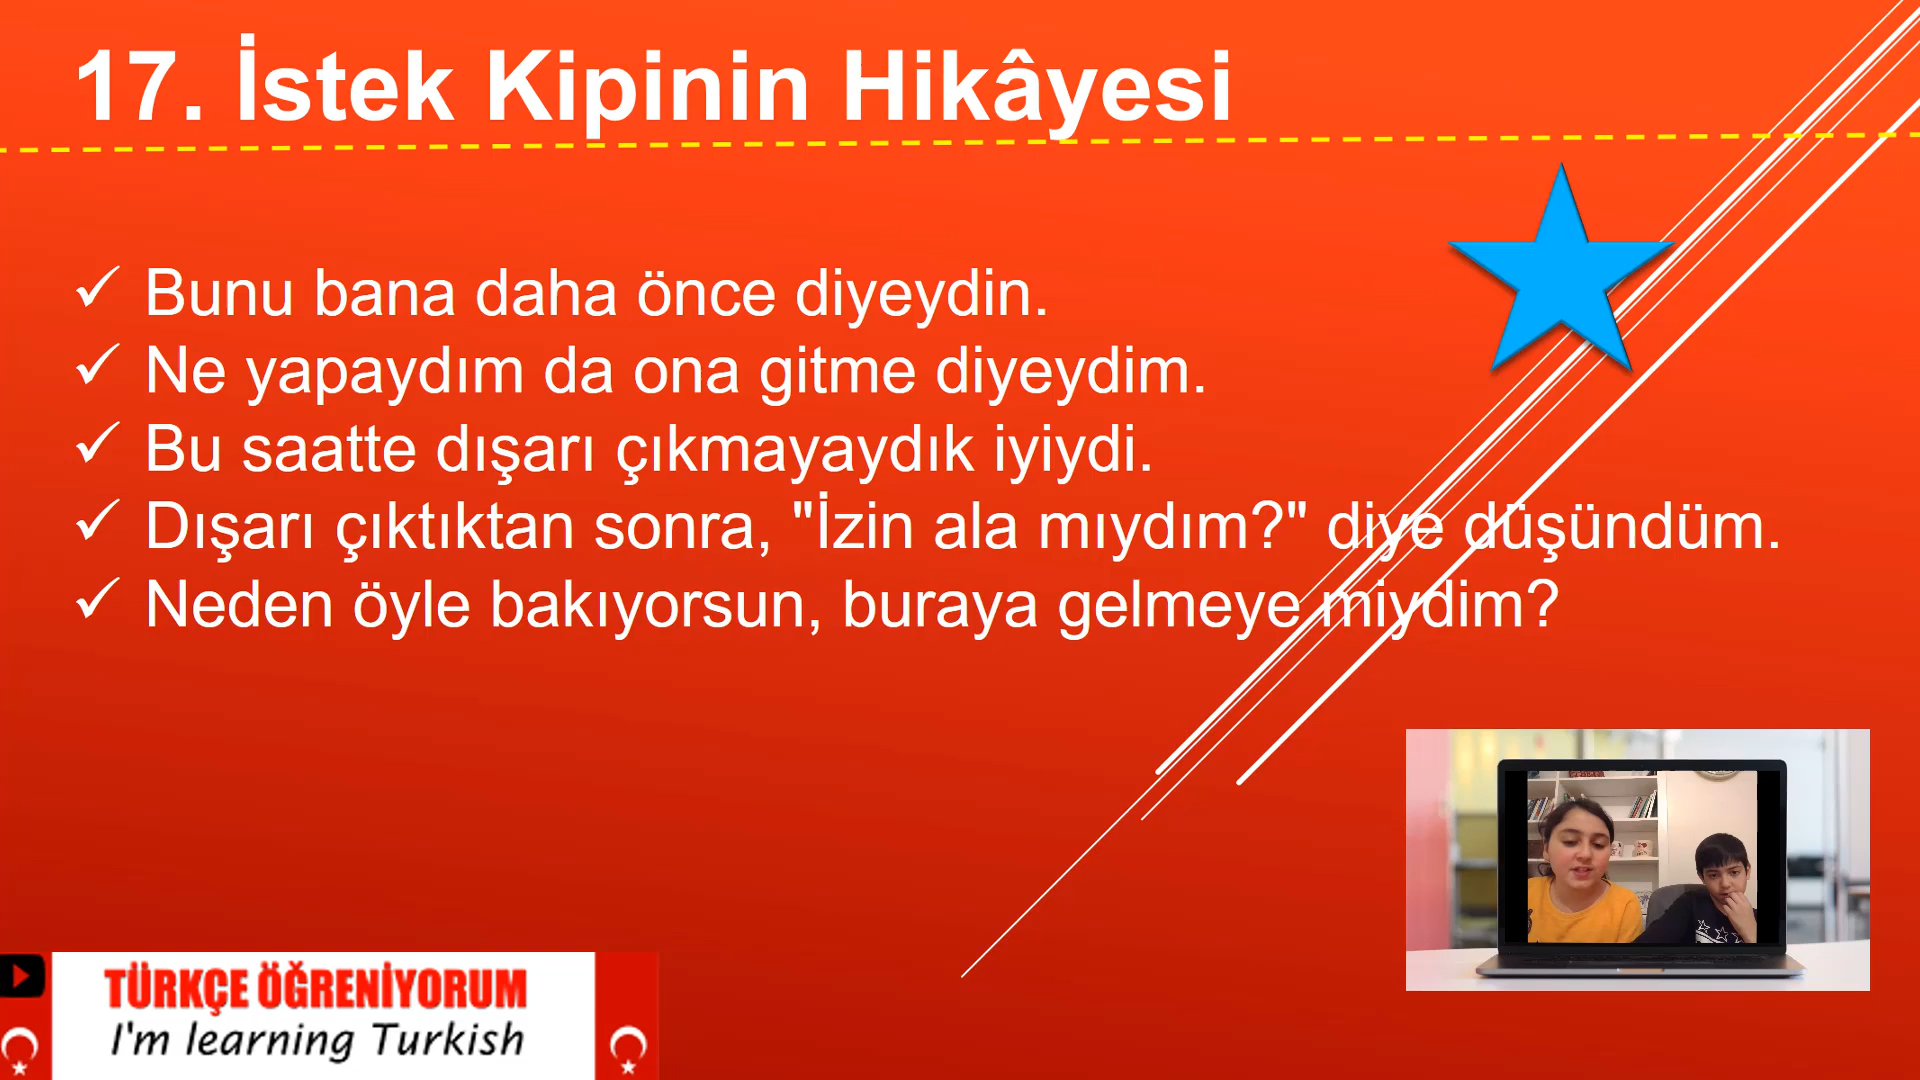 17. İstek Kipinin Hikâyesi
Bunu bana daha önce diyeydin.
Ne yapaydım da ona gitme diyeydim.
Bu saatte dışarı çıkmayaydık iyiydi.
Dışarı çıktıktan sonra, "İzin ala mıydım?" diye düşündüm.
Neden öyle bakıyorsun, buraya gelmeye miydim?
TÜRKÇE ÖĞRENİYORUM
I'm learning Turkish